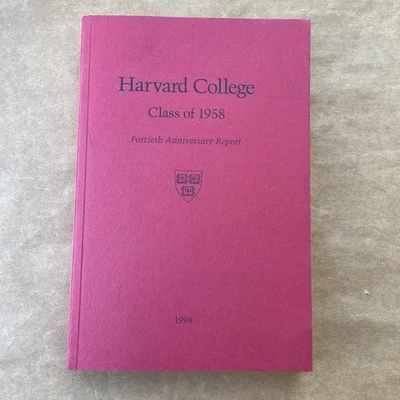 Harvard College
Class of 1958
Fortieth Anniversary Report
1998